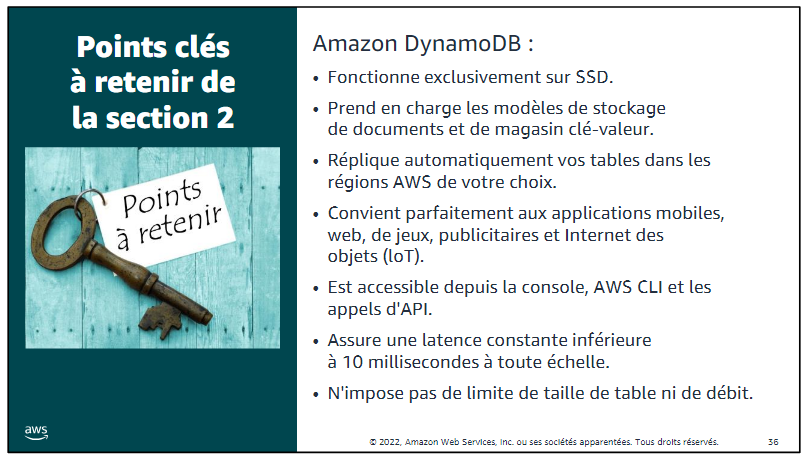 Points clés
à retenir de
la section 2
Points
à retenir
aws
Amazon DynamoDB :
• Fonctionne exclusivement sur SSD.
• Prend en charge les modèles de stockage
de documents et de magasin clé-valeur.
• Réplique automatiquement vos tables dans les
régions AWS de votre choix.
• Convient parfaitement aux applications mobiles,
web, de jeux, publicitaires et Internet des
objets (IoT).
• Est accessible depuis la console, AWS CLI et les
appels d'API.
• Assure une latence constante inférieure
à 10 millisecondes à toute échelle.
• N'impose pas de limite de taille de table ni de débit.
© 2022, Amazon Web Services, Inc. ou ses sociétés apparentées. Tous droits réservés.
36